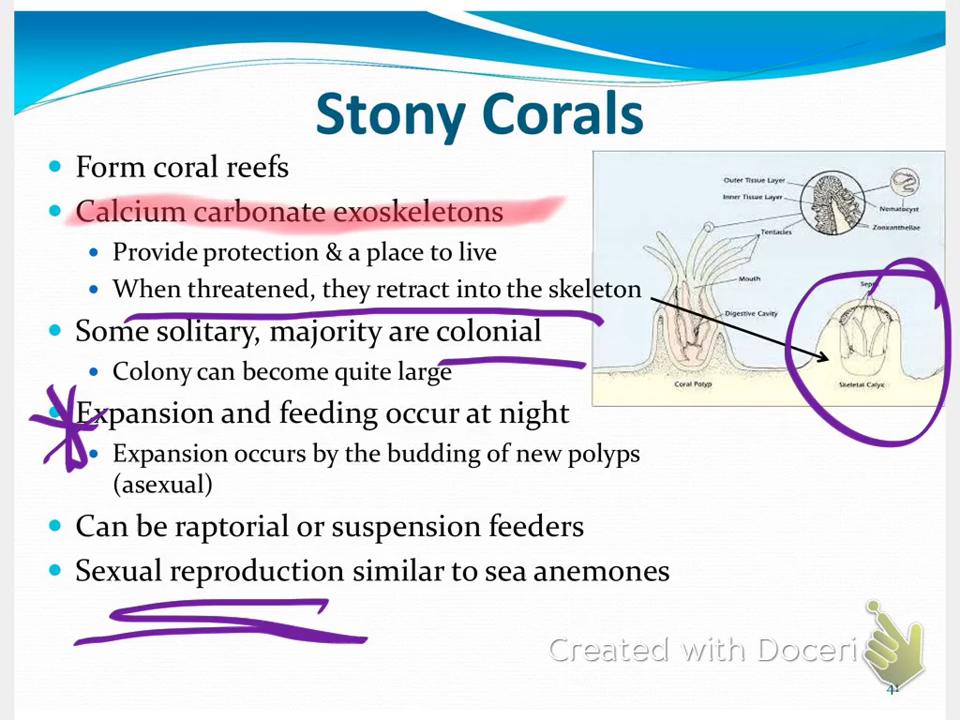 Stony Corals
Form coral reefs
Calcium carbonate exoskeletons
Provide protection & a place to live
When threatened, they retract into the skeleton
Some solitary, majority are colonial
Colony can become quite large
Expansion and feeding occur at night
Expansion occurs by the budding of new polyps
(asexual)
Can be raptorial or suspension feeders
Sexual reproduction similar to sea anemones
Outer Tissue Layer
Inner Tissue Layer
Nematocyst
Zooxanthellae
Tentacles
Mouth
Digestive Cavity
Coral Polyp
Skeletal Calyx
Created with Doceri
41